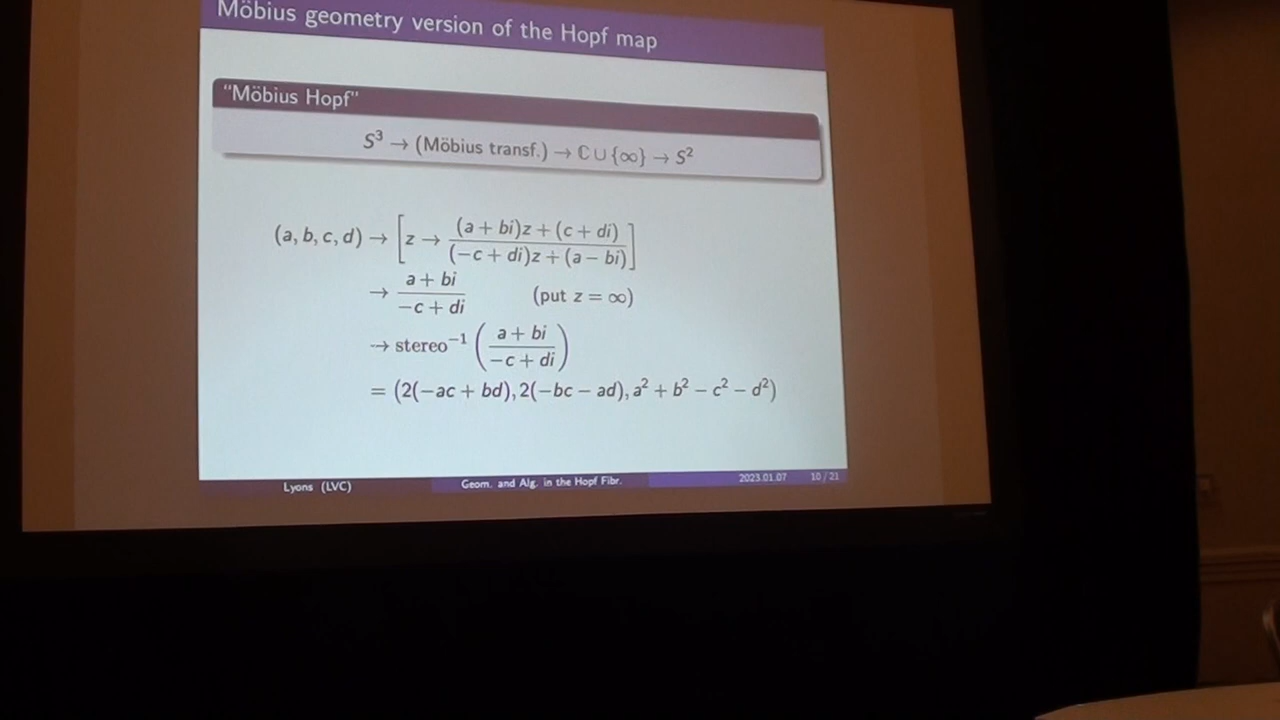 Möbius geometry version of the Hopf map
"Möbius Hopf"
S³ → (Möbius transf.) → ℂ ∪ {∞} → S²
(a, b, c, d) → [z → ((a + bi)z + (c + di)) / ((−c + di)z + (a − bi))]
→ (a + bi) / (−c + di) (put z = ∞)
→ stereo⁻¹ ((a + bi) / (−c + di))
= (2(−ac + bd), 2(−bc − ad), a² + b² − c² − d²)
Lyons (LVC) Geom. and Alg. in the Hopf Fibr. 2023.01.07 10 / 21